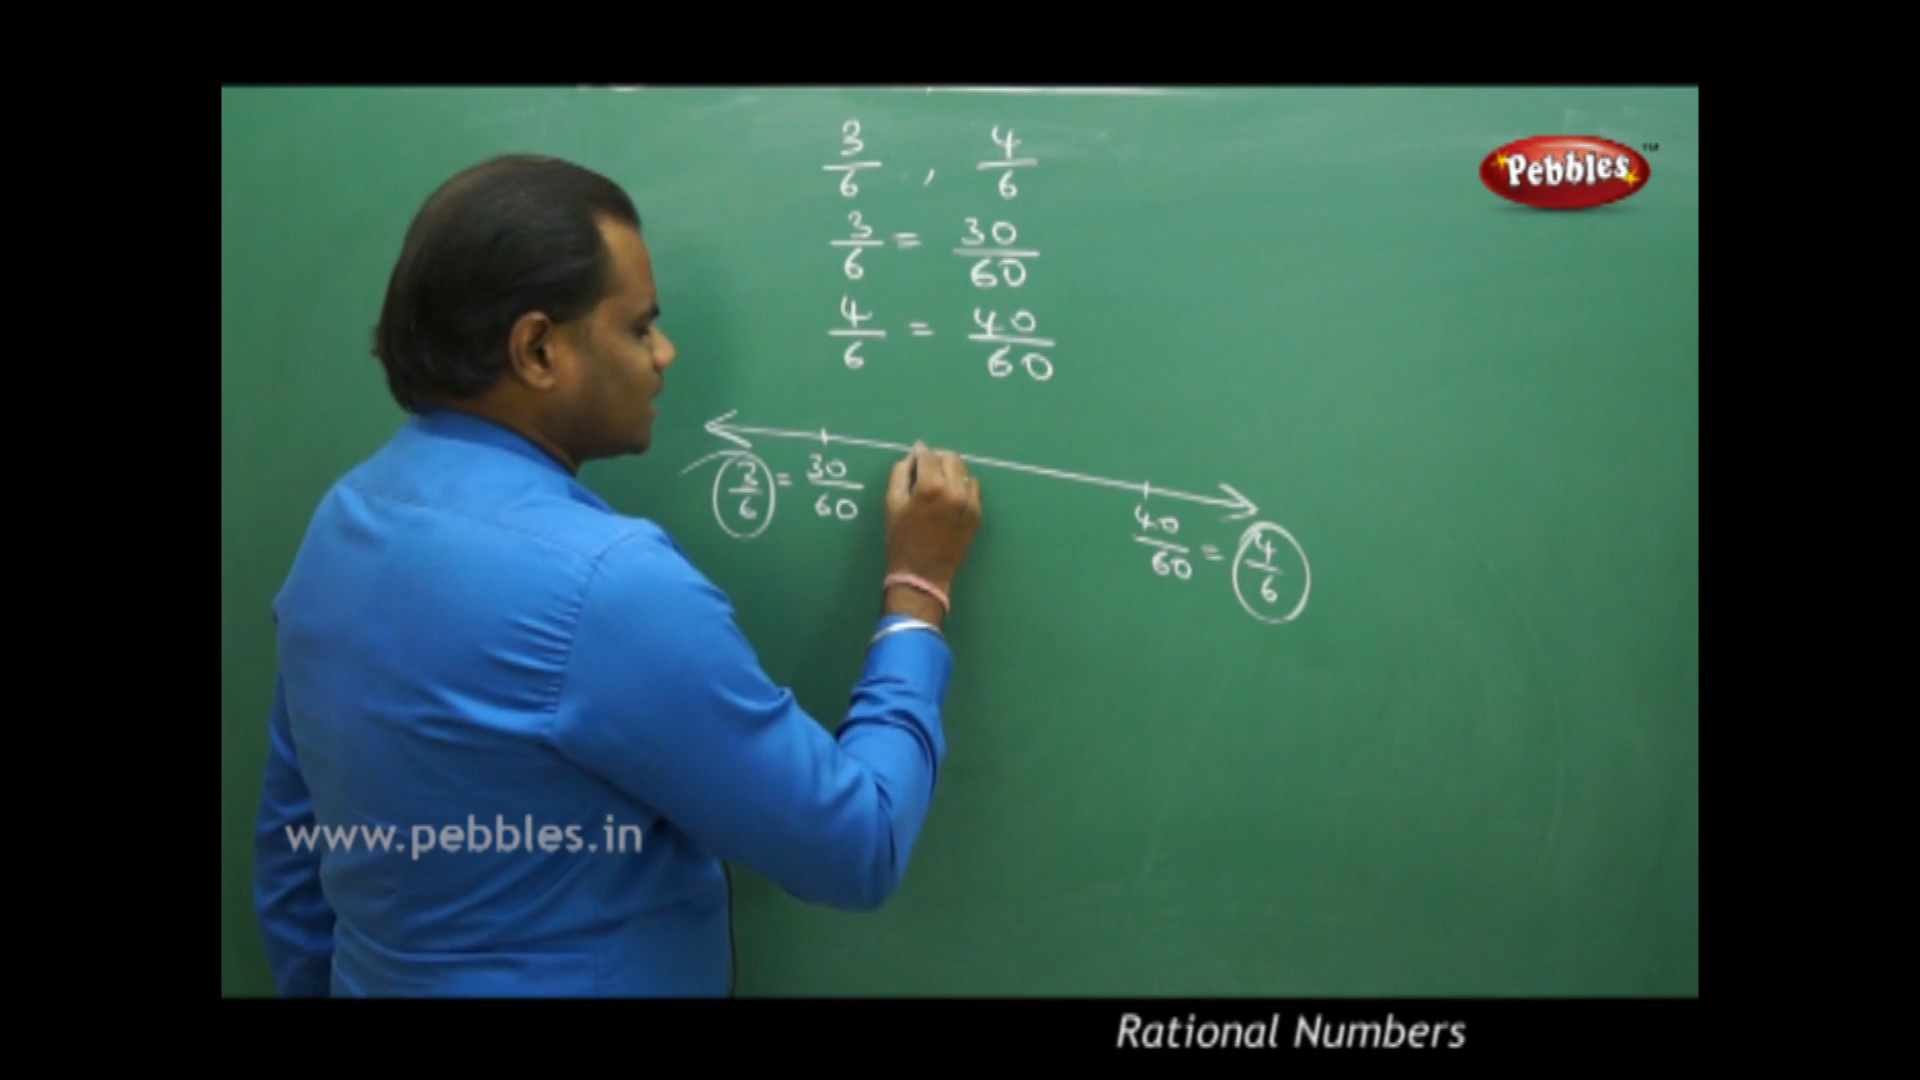 Pebbles™
3/6 , 4/6
3/6 = 30/60
4/6 = 40/60
3/6 = 30/60
40/60 = 4/6
www.pebbles.in
Rational Numbers